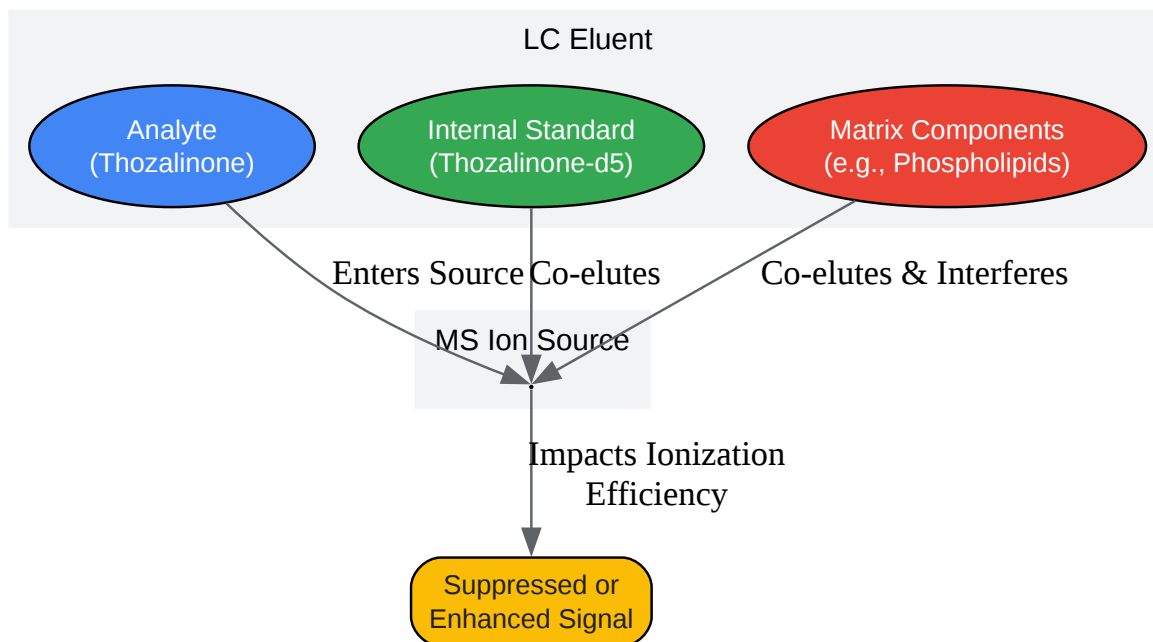 LC Eluent
Analyte
(Thozalinone)
Internal Standard
(Thozalinone-d5)
Matrix Components
(e.g., Phospholipids)
Enters Source
Co-elutes
Co-elutes & Interferes
MS Ion Source
Impacts Ionization
Efficiency
Suppressed or
Enhanced Signal